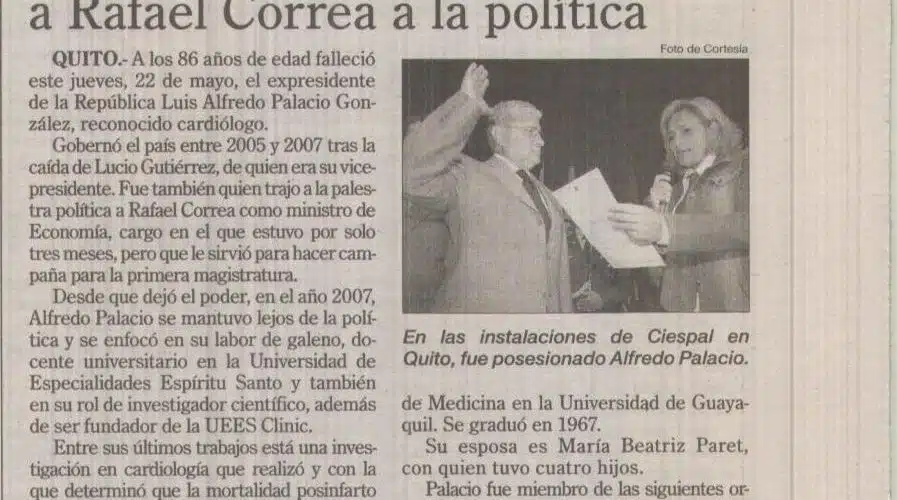 a Rafael Correa a la política
QUITO.- A los 86 años de edad falleció
este jueves, 22 de mayo, el expresidente
de la República Luis Alfredo Palacio Gon-
zález, reconocido cardiólogo.
Gobernó el país entre 2005 y 2007 tras la
caída de Lucio Gutiérrez, de quien era su vice-
presidente. Fue también quien trajo a la pales-
tra política a Rafael Correa como ministro de
Economía, cargo en el que estuvo por solo
tres meses, pero que le sirvió para hacer cam-
paña para la primera magistratura.
Desde que dejó el poder, en el año 2007,
Alfredo Palacio se mantuvo lejos de la polí-
tica y se enfocó en su labor de galeno, do-
cente universitario en la Universidad de
Especialidades Espíritu Santo y también
en su rol de investigador científico, además
de ser fundador de la UEES Clinic.
Entre sus últimos trabajos está una inves-
tigación en cardiología que realizó y con la
que determinó que la mortalidad posinfarto
Foto de Cortesía
En las instalaciones de Ciespal en
Quito, fue posesionado Alfredo Palacio.
de Medicina en la Universidad de Guaya-
quil. Se graduó en 1967.
Su esposa es María Beatriz Paret,
con quien tuvo cuatro hijos.
Palacio fue miembro de las siguientes or-